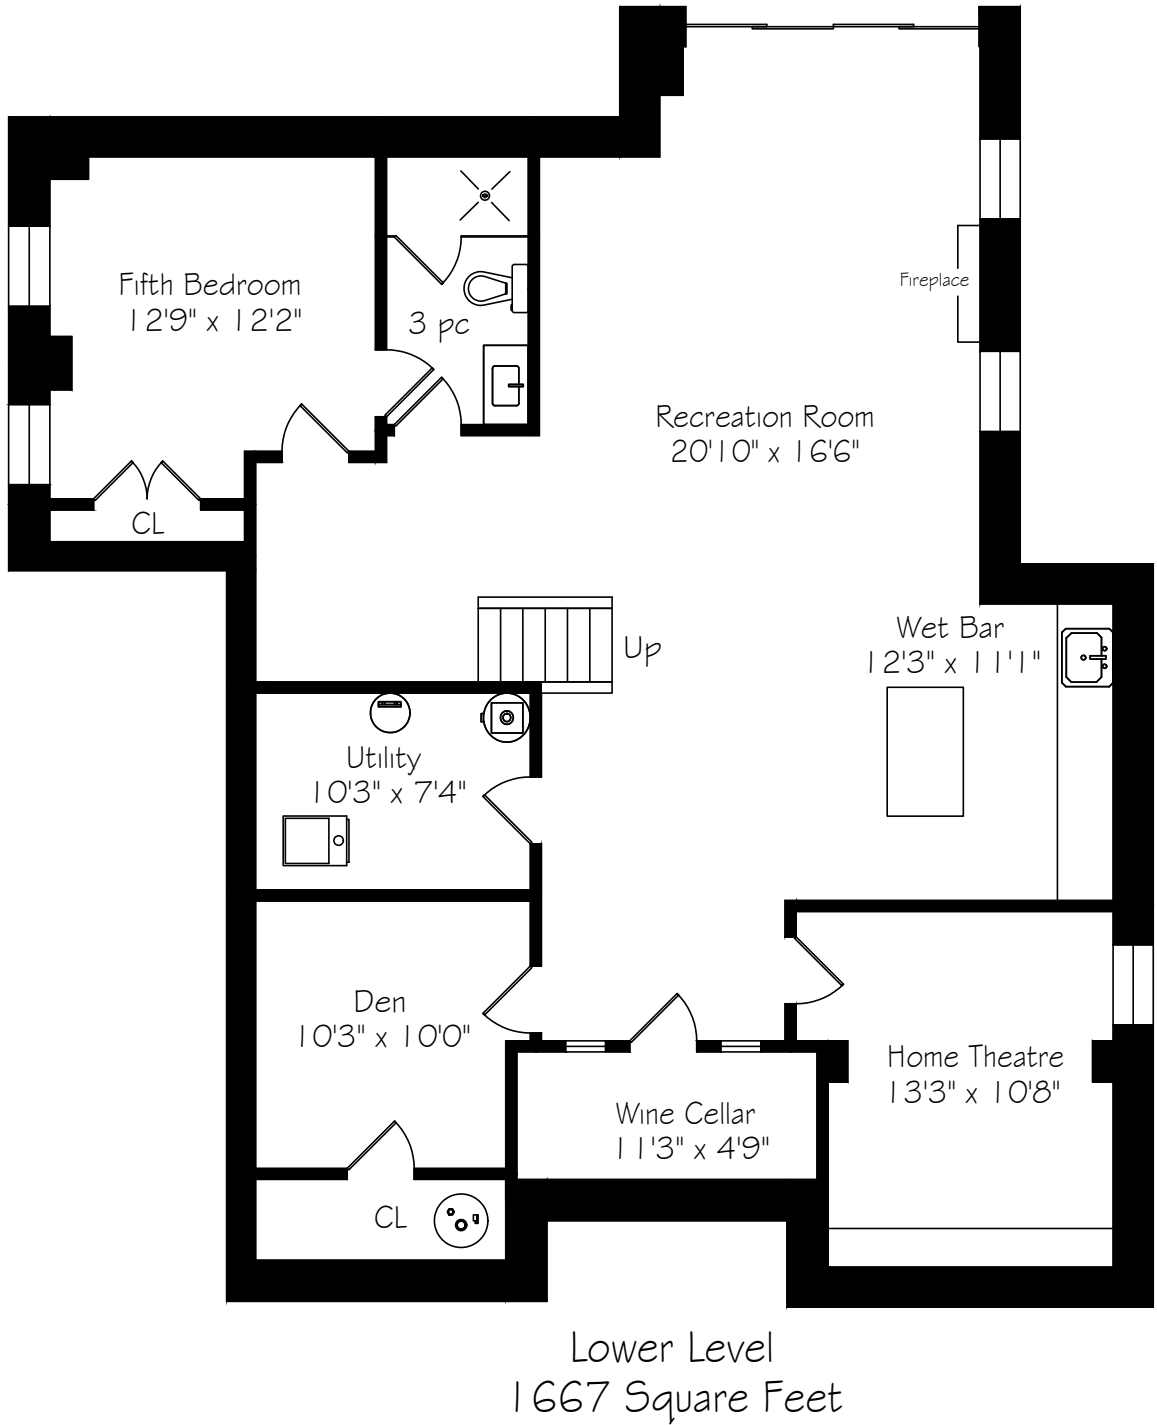 Fifth Bedroom
12'9" x 12'2"
3 pc
Fireplace
Recreation Room
20'10" x 16'6"
CL
Up
Wet Bar
12'3" x 11'1"
Utility
10'3" x 7'4"
Den
10'3" x 10'0"
Home Theatre
13'3" x 10'8"
Wine Cellar
11'3" x 4'9"
CL
Lower Level
1667 Square Feet